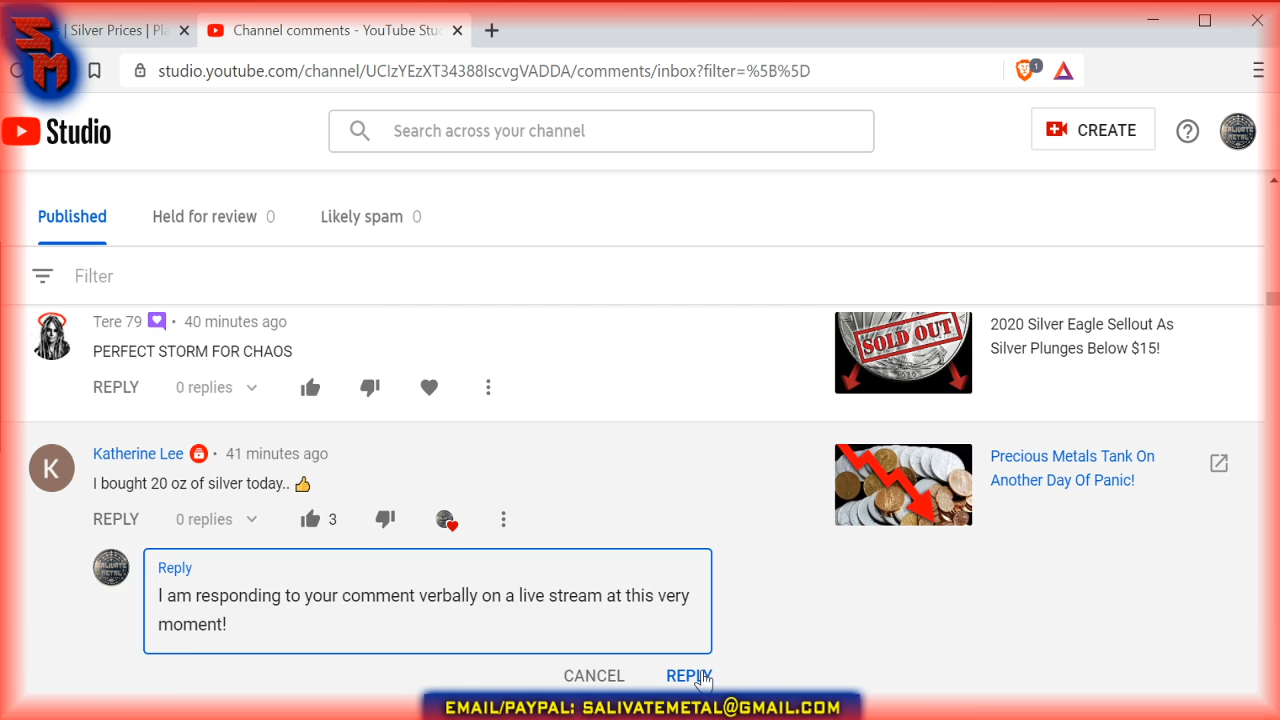 SM
s | Silver Prices | Pla
Channel comments - YouTube Stu
studio.youtube.com/channel/UCIzYEzXT34388IscvgVADDA/comments/inbox?filter=%5B%5D
1
Studio
Search across your channel
CREATE
SALIVATE METAL
Published
Held for review 0
Likely spam 0
Filter
Tere 79 • 40 minutes ago
PERFECT STORM FOR CHAOS
REPLY 0 replies
SOLD OUT
2020 Silver Eagle Sellout As
Silver Plunges Below $15!
K
Katherine Lee • 41 minutes ago
I bought 20 oz of silver today.. 👍
REPLY 0 replies 3
Precious Metals Tank On
Another Day Of Panic!
Reply
I am responding to your comment verbally on a live stream at this very
moment!
CANCEL REPLY
EMAIL/PAYPAL: SALIVATEMETAL@GMAIL.COM